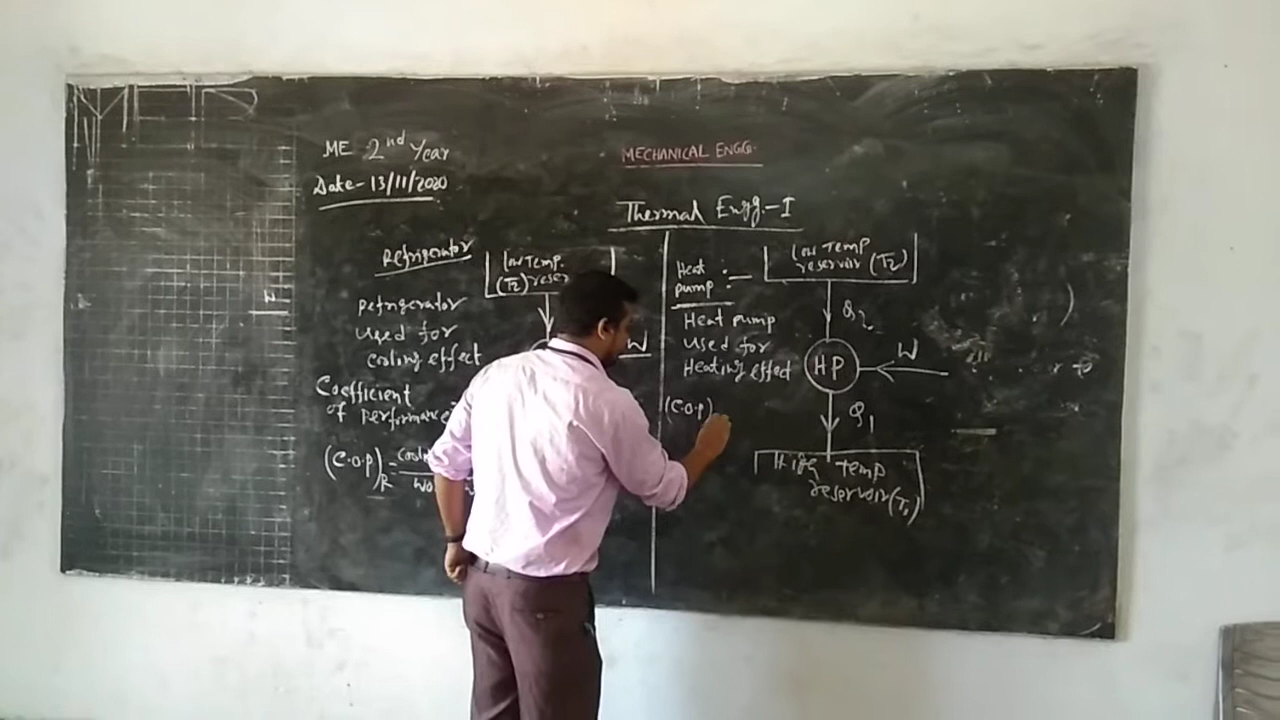 ME 2nd Year
Date-13/11/2020
MECHANICAL ENGG.
Thermal Engg.-I
Refrigerator
Low Temp.
(T2)
Refrigerator
used for
cooling effect
Coefficient
of performance
(C.O.P)R =
Heat
pump :-
Low Temp
reservoir (T2)
Heat pump
used for
Heating effect
(C.O.P)
Q2
HP
W
Q1
High temp
reservoir (T1)